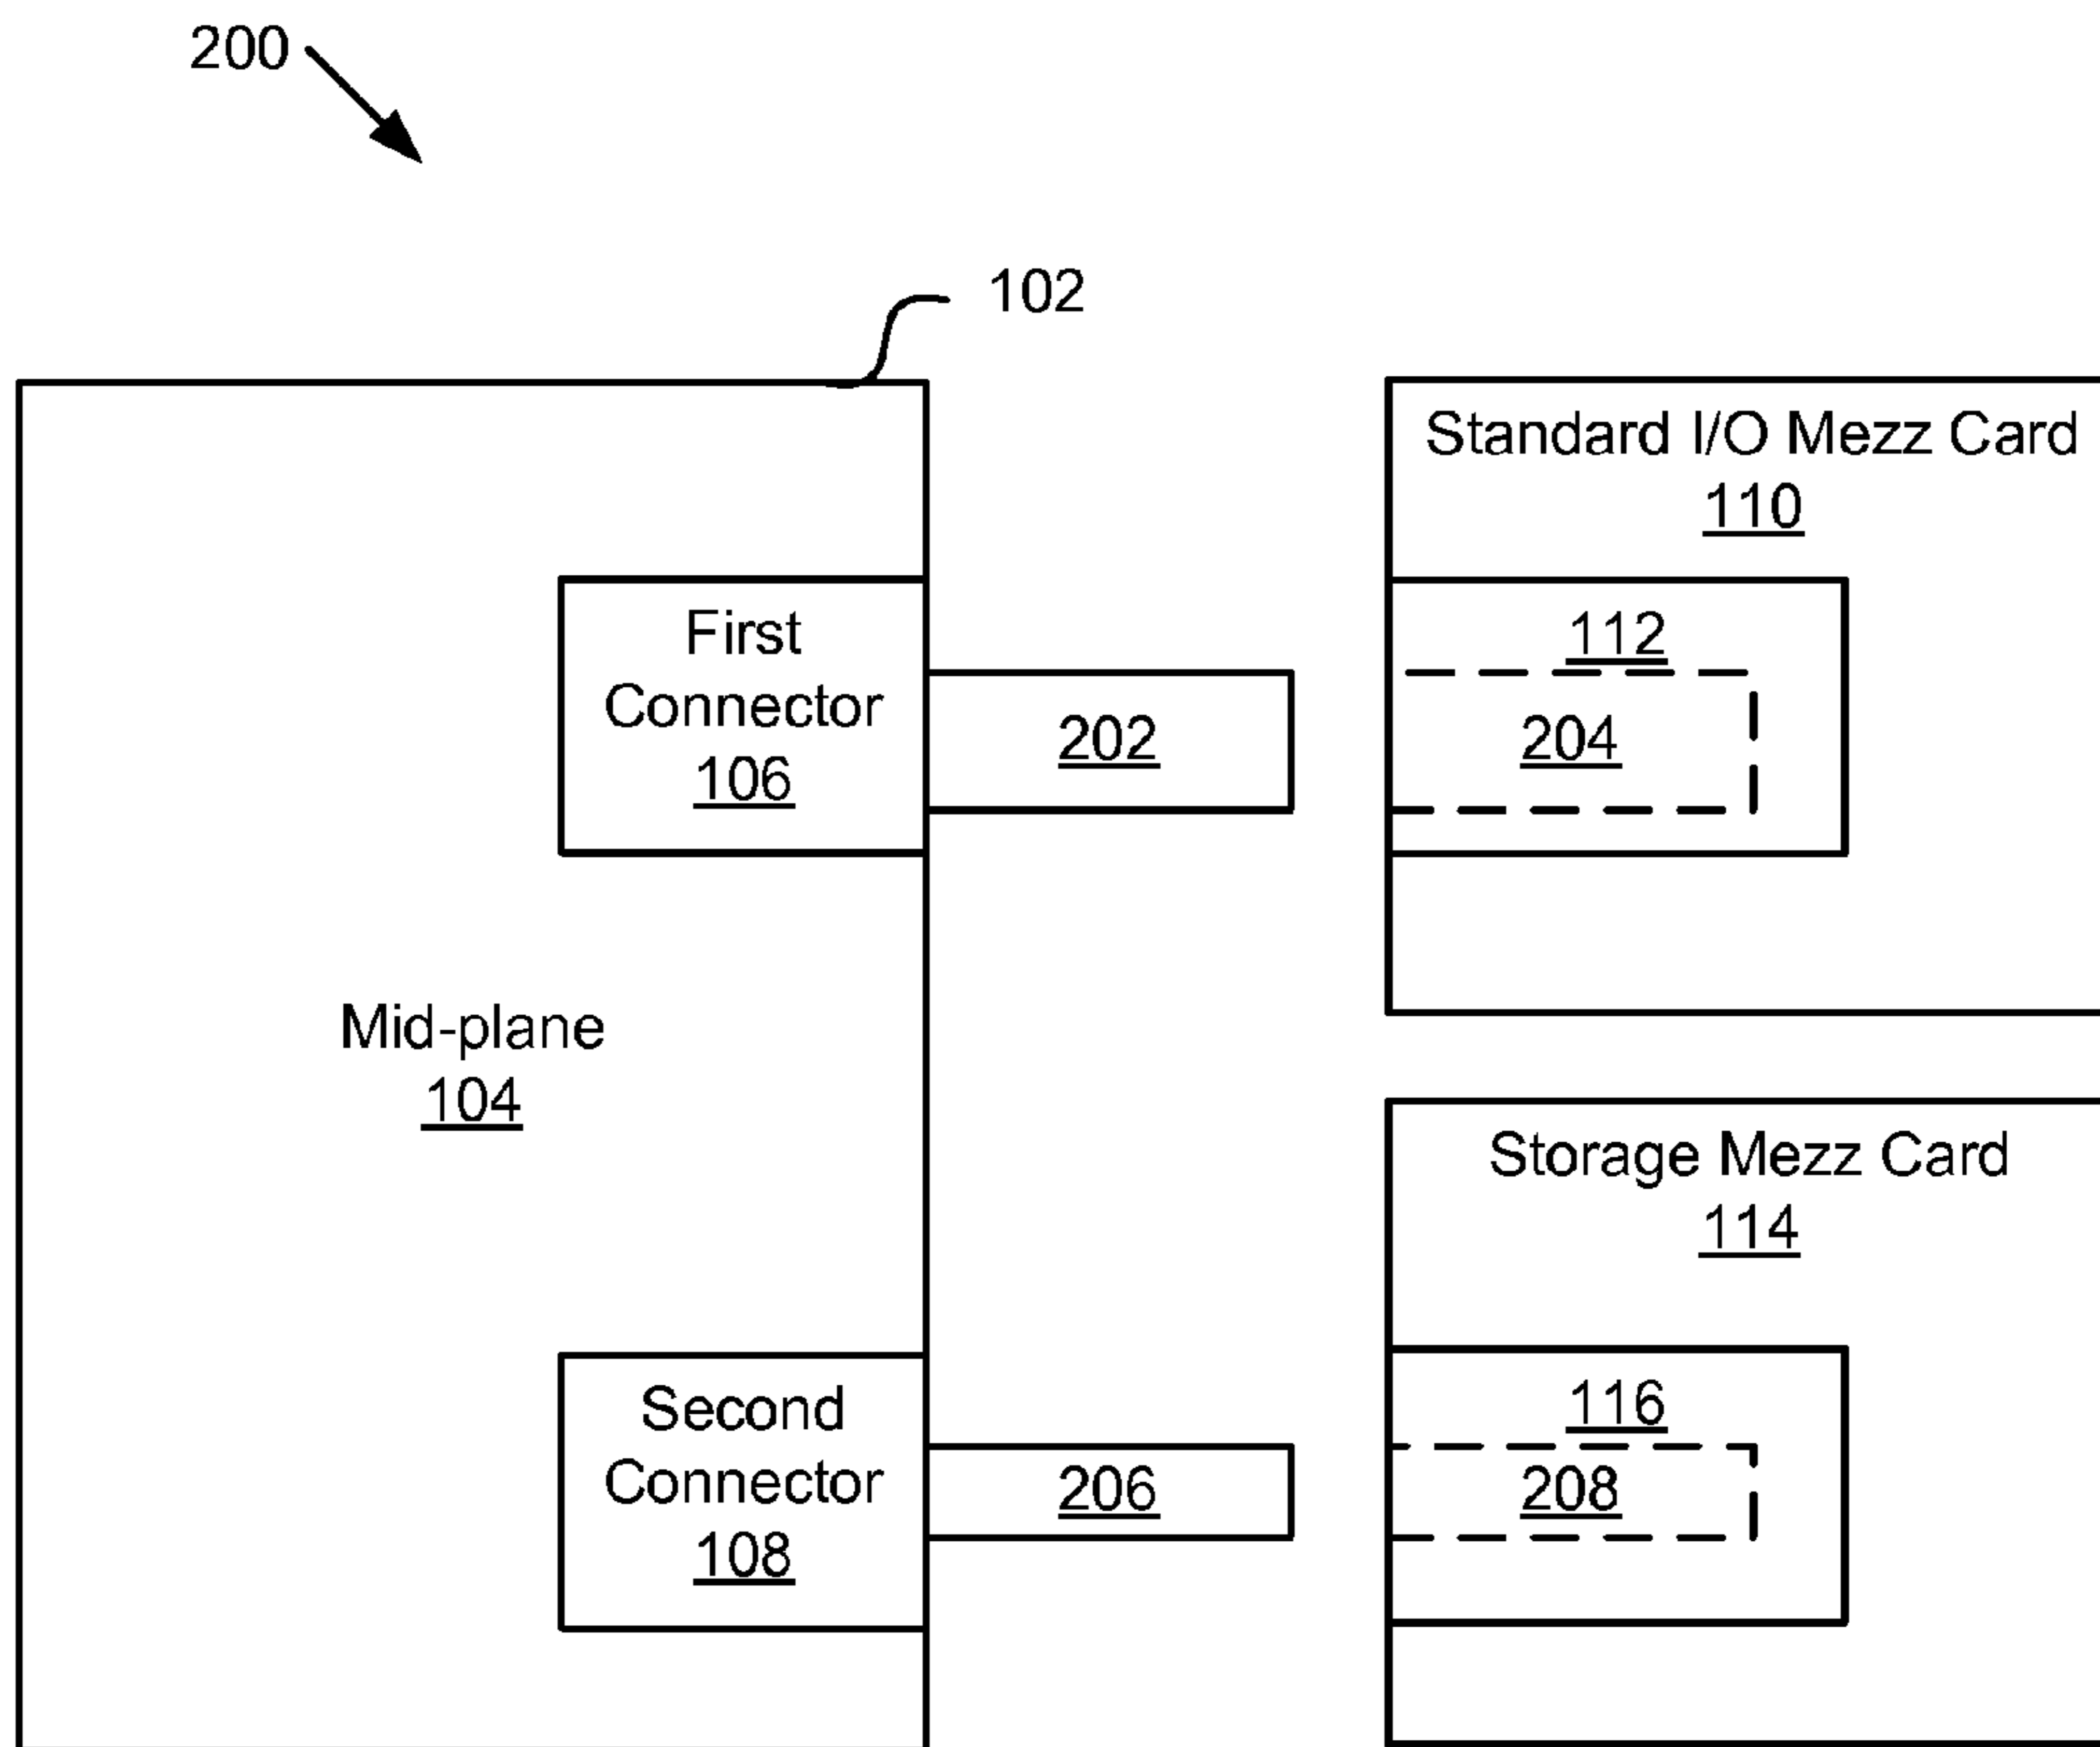 200
102
Standard I/O Mezz Card
110
First
Connector
106
202
112
204
Mid-plane
104
Storage Mezz Card
114
Second
Connector
108
206
116
208